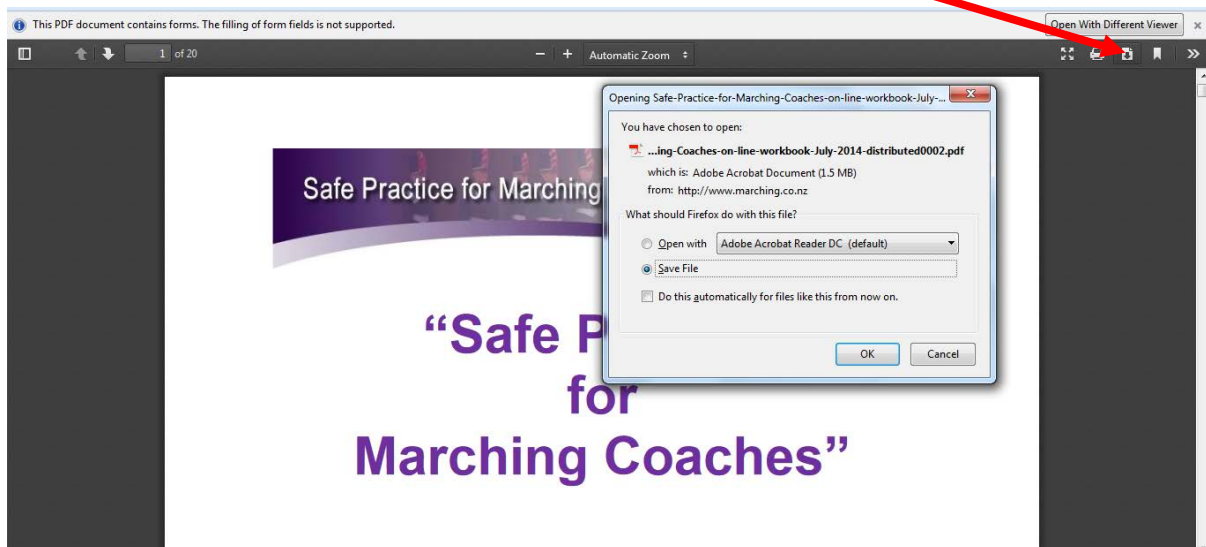 This PDF document contains forms. The filling of form fields is not supported.
Open With Different Viewer
1 of 20
Automatic Zoom
Opening Safe-Practice-for-Marching-Coaches-on-line-workbook-July-...
You have chosen to open:
...ing-Coaches-on-line-workbook-July-2014-distributed0002.pdf
which is: Adobe Acrobat Document (1.5 MB)
from: http://www.marching.co.nz
What should Firefox do with this file?
Open with Adobe Acrobat Reader DC (default)
Save File
Do this automatically for files like this from now on.
OK Cancel
Safe Practice for Marching
“Safe P
for
Marching Coaches”